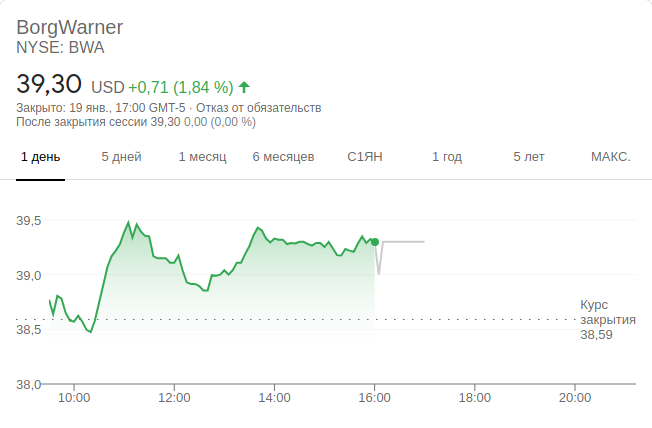 BorgWarner
NYSE: BWA
39,30 USD +0,71 (1,84 %)
Закрыто: 19 янв., 17:00 GMT-5 · Отказ от обязательств
После закрытия сессии 39,30 0,00 (0,00 %)
1 день 5 дней 1 месяц 6 месяцев С1ЯН 1 год 5 лет МАКС.
39,5
39,0
38,5
38,0
Курс
закрытия
38,59
10:00 12:00 14:00 16:00 18:00 20:00